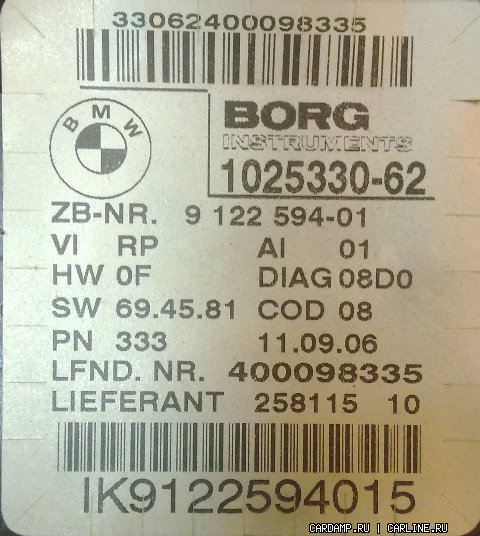 33062400098335
BMW
BORG
INSTRUMENTS
1025330-62
ZB-NR. 9 122 594-01
VI RP AI 01
HW 0F DIAG 08D0
SW 69.45.81 COD 08
PN 333 11.09.06
LFND. NR. 400098335
LIEFERANT 258115 10
IK9122594015
CARDAMP.RU | CARLINE.RU